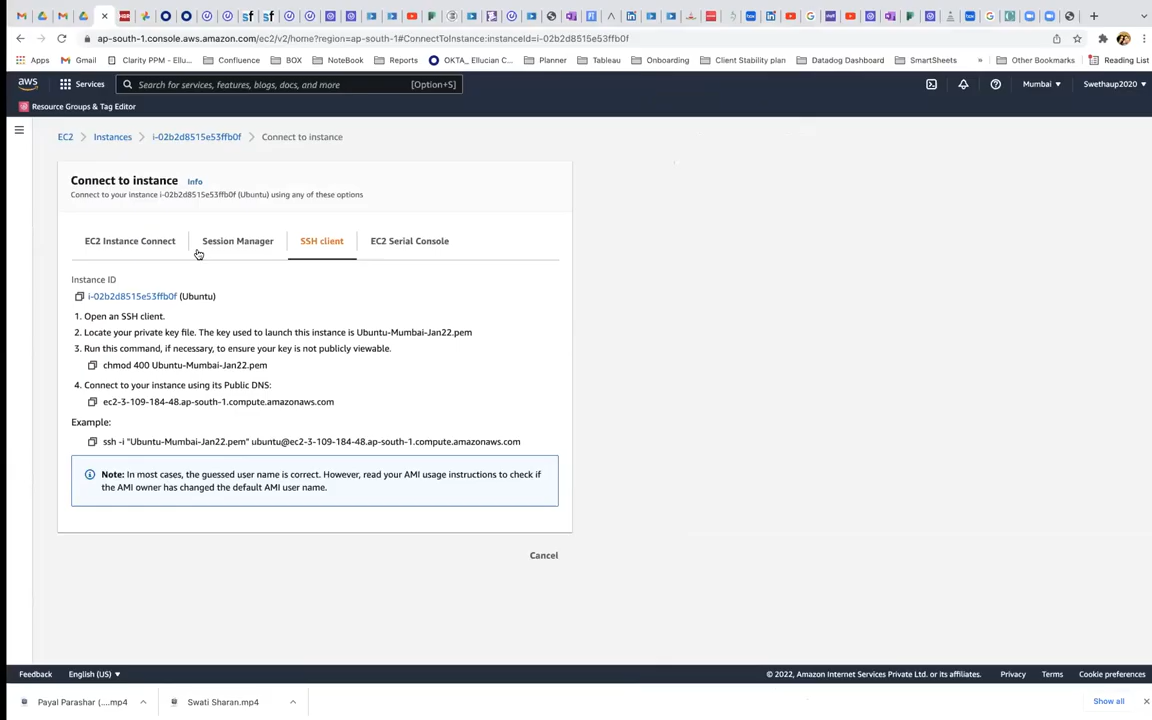 ap-south-1.console.aws.amazon.com/ec2/v2/home?region=ap-south-1#ConnectToInstance:instanceId=i-02b2d8515e53ffb0f
Apps Gmail Clarity PPM - Ellu... Confluence BOX NoteBook Reports OKTA_ Ellucian C... Planner Tableau Onboarding Client Stability plan Datadog Dashboard SmartSheets » Other Bookmarks Reading List
aws Services Search for services, features, blogs, docs, and more [Option+S] Mumbai Swethaup2020
Resource Groups & Tag Editor
EC2 Instances i-02b2d8515e53ffb0f Connect to instance
Connect to instance Info
Connect to your instance i-02b2d8515e53ffb0f (Ubuntu) using any of these options
EC2 Instance Connect Session Manager SSH client EC2 Serial Console
Instance ID
i-02b2d8515e53ffb0f (Ubuntu)
1. Open an SSH client.
2. Locate your private key file. The key used to launch this instance is Ubuntu-Mumbai-Jan22.pem
3. Run this command, if necessary, to ensure your key is not publicly viewable.
chmod 400 Ubuntu-Mumbai-Jan22.pem
4. Connect to your instance using its Public DNS:
ec2-3-109-184-48.ap-south-1.compute.amazonaws.com
Example:
ssh -i "Ubuntu-Mumbai-Jan22.pem" ubuntu@ec2-3-109-184-48.ap-south-1.compute.amazonaws.com
Note: In most cases, the guessed user name is correct. However, read your AMI usage instructions to check if
the AMI owner has changed the default AMI user name.
Cancel
Feedback English (US) © 2022, Amazon Internet Services Private Ltd. or its affiliates. Privacy Terms Cookie preferences
Payal Parashar (....mp4 Swati Sharan.mp4 Show all